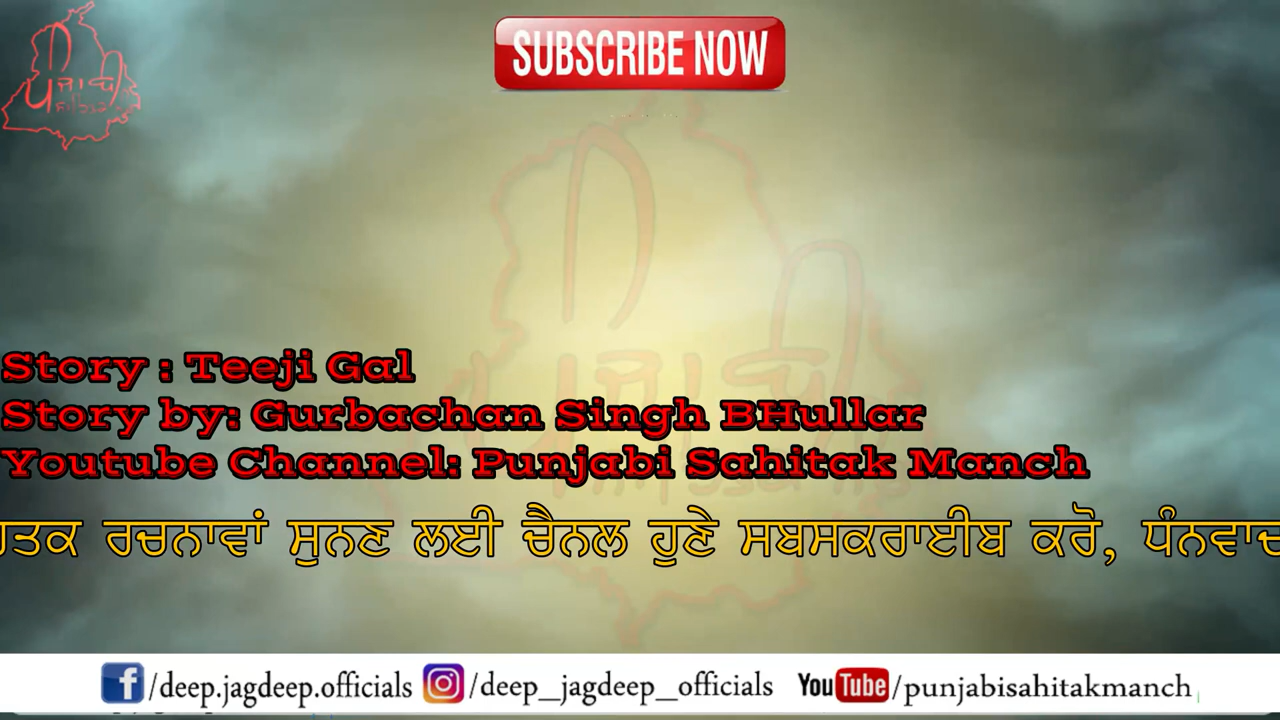 SUBSCRIBE NOW
ਪੰਜਾਬੀ
Story : Teeji Gal
Story by: Gurbachan Singh BHullar
Youtube Channel: Punjabi Sahitak Manch
ਰਚਨਾਵਾਂ ਸੁਨਣ ਲਈ ਚੈਨਲ ਹੁਣੇ ਸਬਸਕਰਾਈਬ ਕਰੋ, ਧੰਨਵਾਦ
/deep.jagdeep.officials /deep_jagdeep_officials YouTube /punjabisahitakmanch